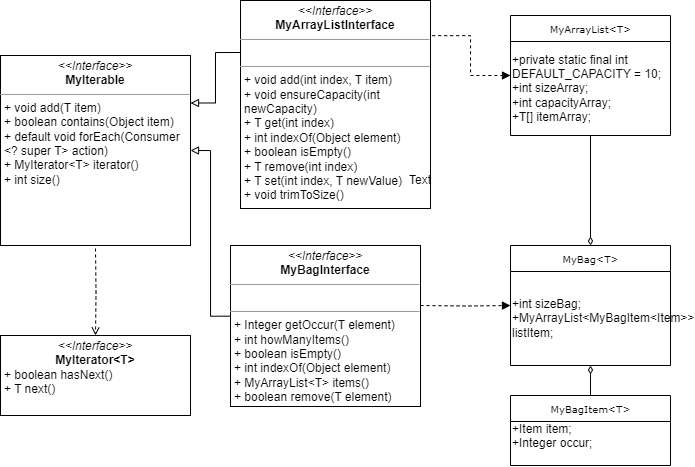 <<Interface>>
MyIterable
+ void add(T item)
+ boolean contains(Object item)
+ default void forEach(Consumer
<? super T> action)
+ MyIterator<T> iterator()
+ int size()
<<Interface>>
MyIterator<T>
+ boolean hasNext()
+ T next()
<<Interface>>
MyArrayListInterface
+ void add(int index, T item)
+ void ensureCapacity(int
newCapacity)
+ T get(int index)
+ int indexOf(Object element)
+ boolean isEmpty()
+ T remove(int index)
+ T set(int index, T newValue)
Text
+ void trimToSize()
<<Interface>>
MyBagInterface
+ Integer getOccur(T element)
+ int howManyItems()
+ boolean isEmpty()
+ int indexOf(Object element)
+ MyArrayList<T> items()
+ boolean remove(T element)
MyArrayList<T>
+private static final int
DEFAULT_CAPACITY = 10;
+int sizeArray;
+int capacityArray;
+T[] itemArray;
MyBag<T>
+int sizeBag;
+MyArrayList<MyBagItem<Item>>
listItem;
MyBagItem<T>
+Item item;
+Integer occur;